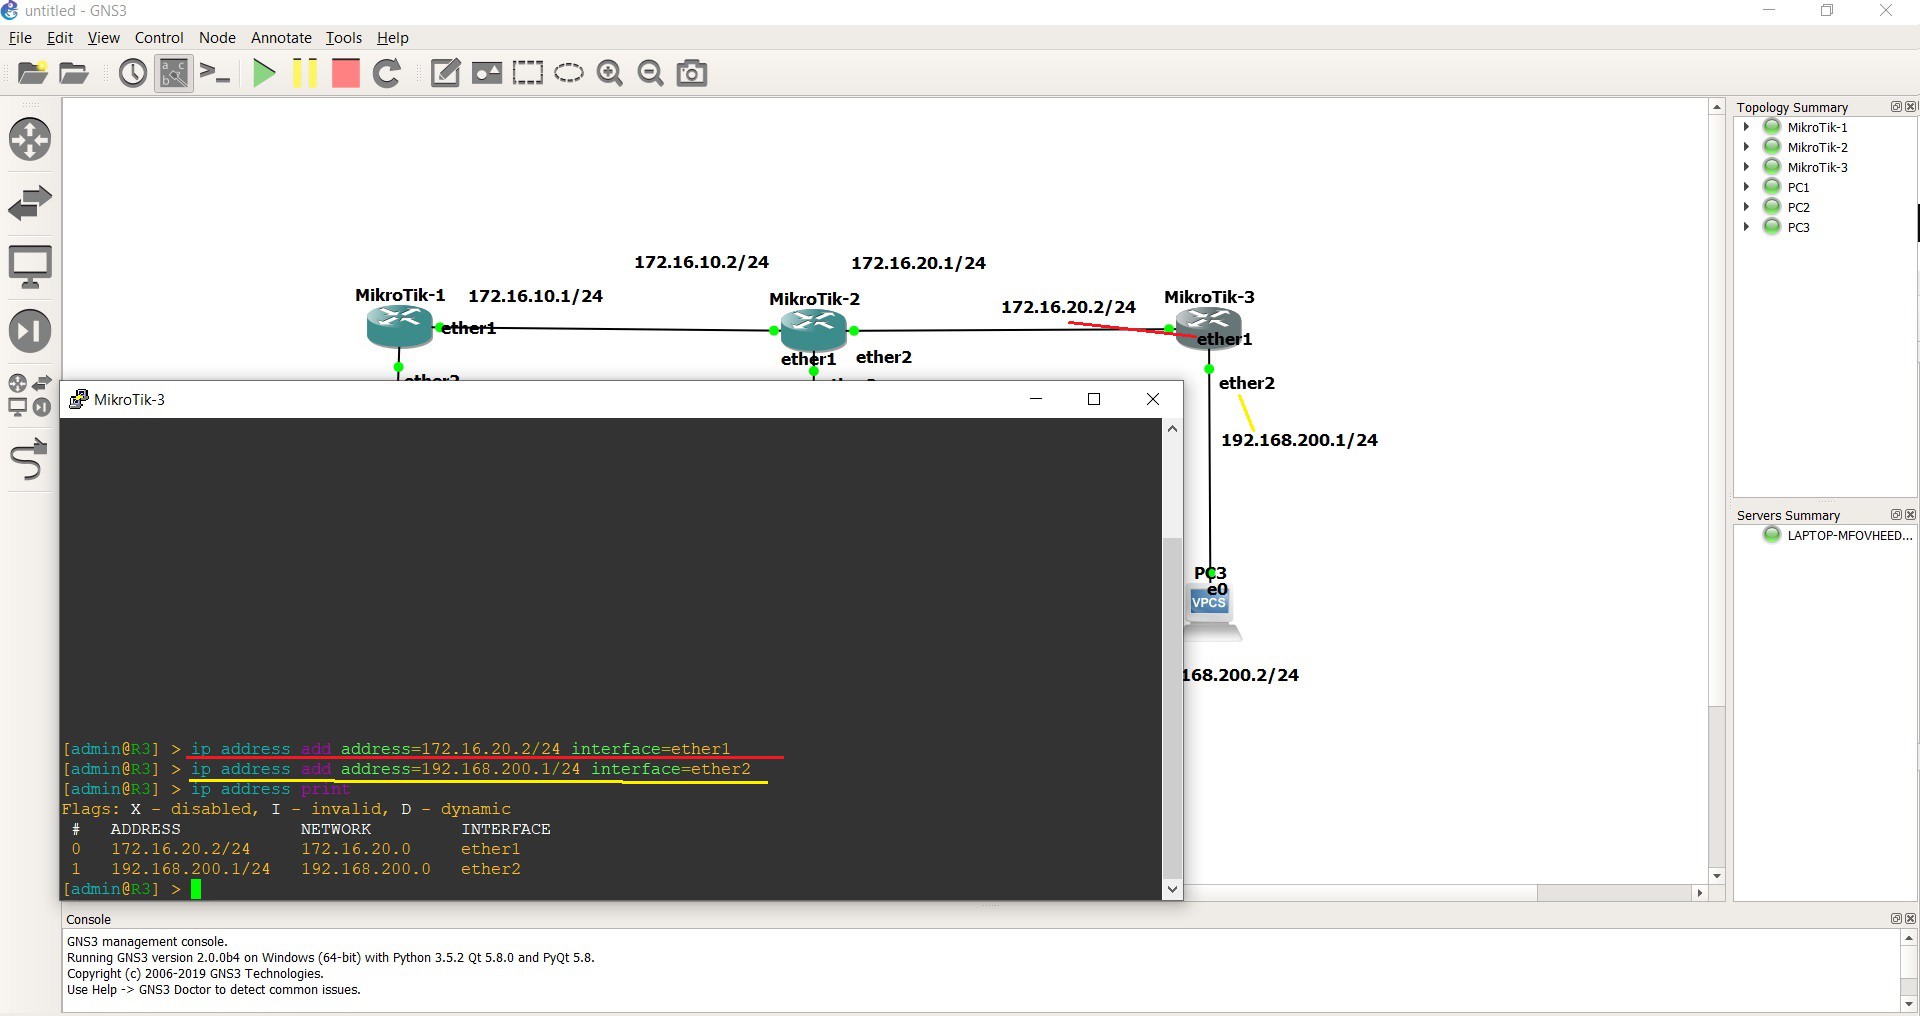 untitled - GNS3
File Edit View Control Node Annotate Tools Help
Topology Summary
MikroTik-1
MikroTik-2
MikroTik-3
PC1
PC2
PC3
172.16.10.2/24
172.16.20.1/24
MikroTik-1
172.16.10.1/24
MikroTik-2
172.16.20.2/24
MikroTik-3
ether1
ether1
ether1
ether2
ether2
ether2
192.168.200.1/24
MikroTik-3
Servers Summary
LAPTOP-MFOVHEED...
PC3
e0
VPCS
168.200.2/24
[admin@R3] > ip address add address=172.16.20.2/24 interface=ether1
[admin@R3] > ip address add address=192.168.200.1/24 interface=ether2
[admin@R3] > ip address print
Flags: X - disabled, I - invalid, D - dynamic
# ADDRESS NETWORK INTERFACE
0 172.16.20.2/24 172.16.20.0 ether1
1 192.168.200.1/24 192.168.200.0 ether2
[admin@R3] >
Console
GNS3 management console.
Running GNS3 version 2.0.0b4 on Windows (64-bit) with Python 3.5.2 Qt 5.8.0 and PyQt 5.8.
Copyright (c) 2006-2019 GNS3 Technologies.
Use Help -> GNS3 Doctor to detect common issues.